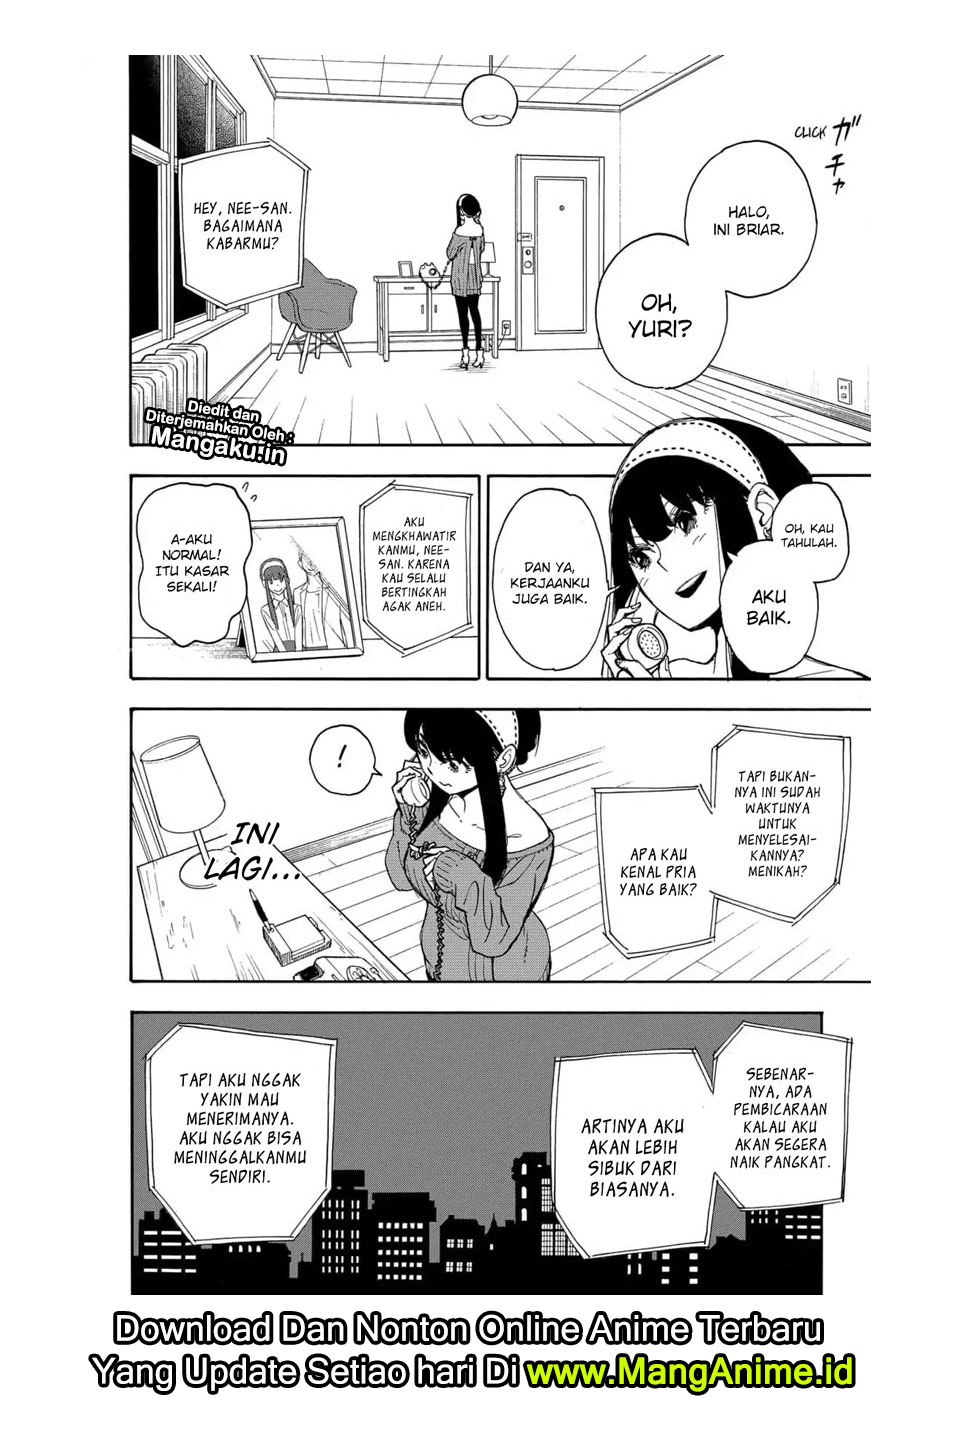 CLICK ガチャ
HALO,
INI BRIAR.
OH,
YURI?
HEY, NEE-SAN.
BAGAIMANA
KABARMU?
Diedit dan
Diterjemahkan Oleh :
Mangaku.in
OH, KAU
TAHULAH.
AKU
BAIK.
DAN YA,
KERJAANKU
JUGA BAIK.
AKU
MENGKHAWATIR
KANMU, NEE-
SAN. KARENA
KAU SELALU
BERTINGKAH
AGAK ANEH.
A-AKU
NORMAL!
ITU KASAR
SEKALI!
TAPI BUKAN-
NYA INI SUDAH
WAKTUNYA
UNTUK
MENYELESAI-
KANNYA?
MENIKAH?
APA KAU
KENAL PRIA
YANG BAIK?
!
INI
LAGI...
SEBENAR-
NYA, ADA
PEMBICARAAN
KALAU AKU
AKAN SEGERA
NAIK PANGKAT.
ARTINYA AKU
AKAN LEBIH
SIBUK DARI
BIASANYA.
TAPI AKU NGGAK
YAKIN MAU
MENERIMANYA.
AKU NGGAK BISA
MENINGGALKANMU
SENDIRI.
Download Dan Nonton Online Anime Terbaru
Yang Update Setiao hari Di www.MangAnime.id